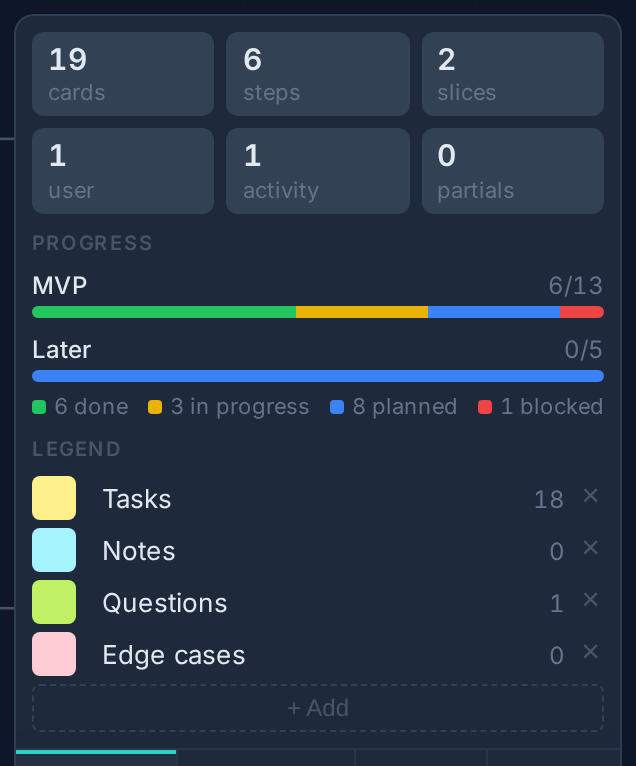 19 6 2
cards steps slices
1 1 0
user activity partials
PROGRESS
MVP 6/13
Later 0/5
6 done 3 in progress 8 planned 1 blocked
LEGEND
Tasks 18 ×
Notes 0 ×
Questions 1 ×
Edge cases 0 ×
+ Add